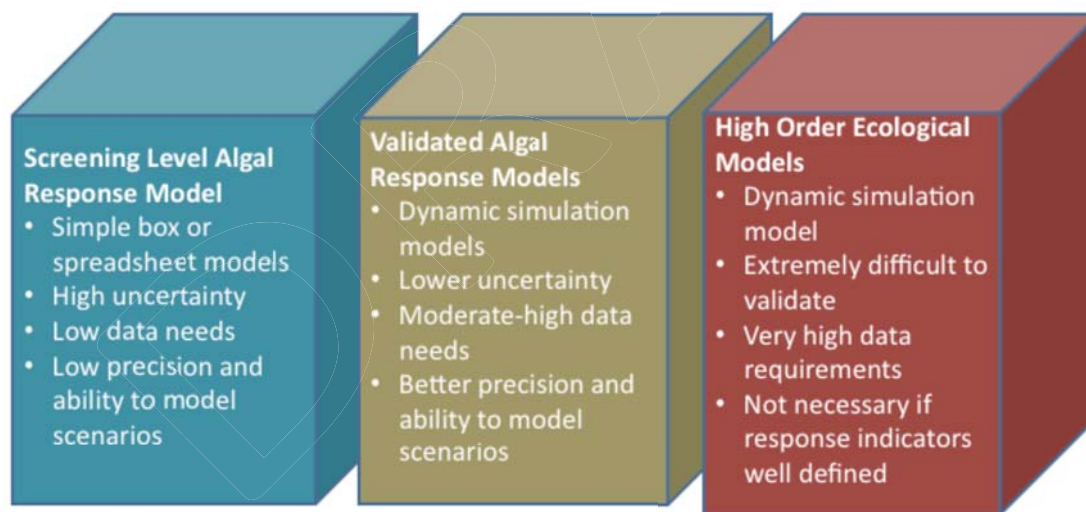 Screening Level Algal
Response Model
• Simple box or
spreadsheet models
• High uncertainty
• Low data needs
• Low precision and
ability to model
scenarios
Validated Algal
Response Models
• Dynamic simulation
models
• Lower uncertainty
• Moderate-high data
needs
• Better precision and
ability to model
scenarios
High Order Ecological
Models
• Dynamic simulation
model
• Extremely difficult to
validate
• Very high data
requirements
• Not necessary if
response indicators
well defined